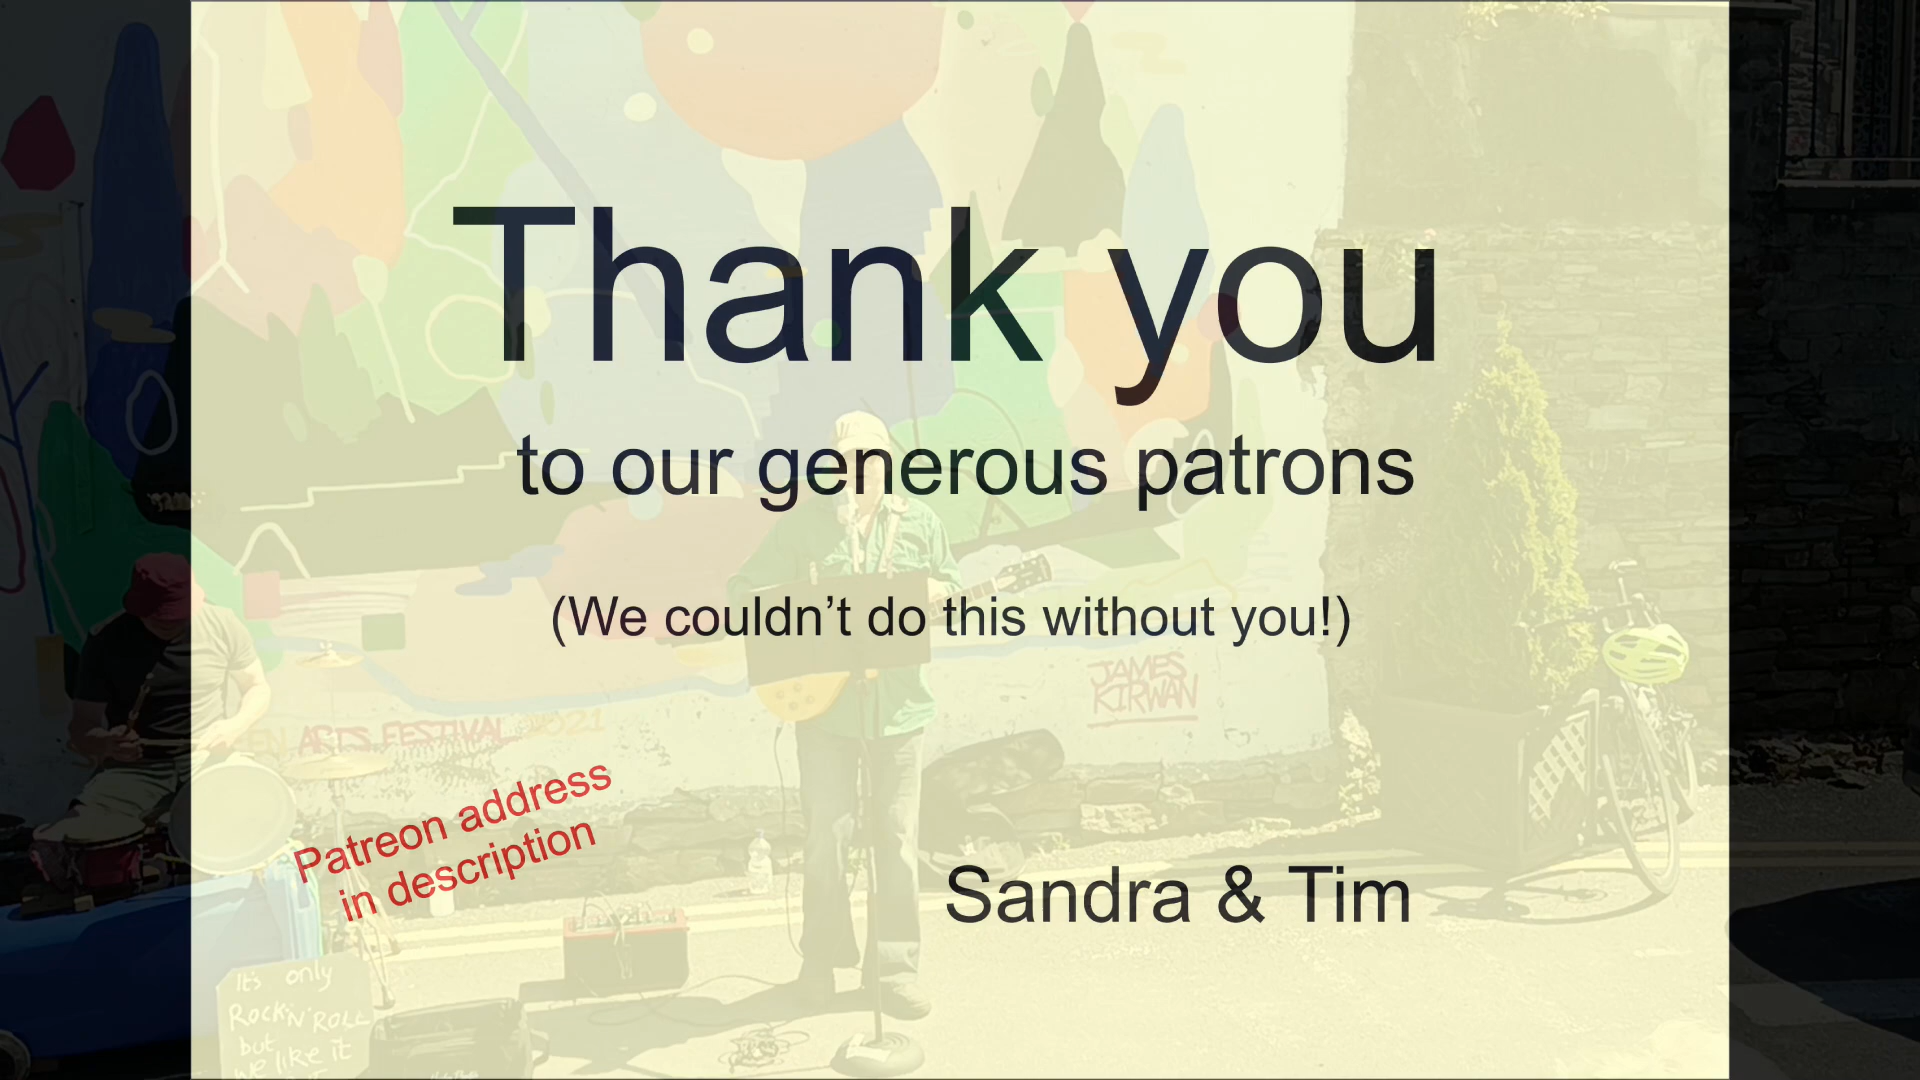 Thank you
to our generous patrons
(We couldn't do this without you!)
JAMES
KIRWAN
ARTS FESTIVAL 2021
Patreon address
in description
Sandra & Tim
It's only
ROCK'N'ROLL
but
we like it